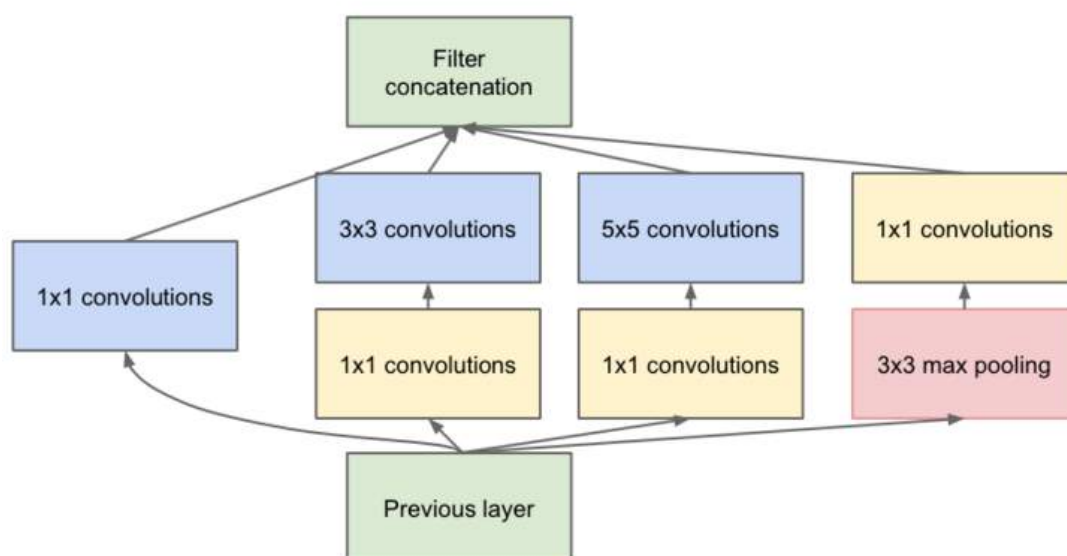 Filter
concatenation
3x3 convolutions
5x5 convolutions
1x1 convolutions
1x1 convolutions
1x1 convolutions
1x1 convolutions
3x3 max pooling
Previous layer